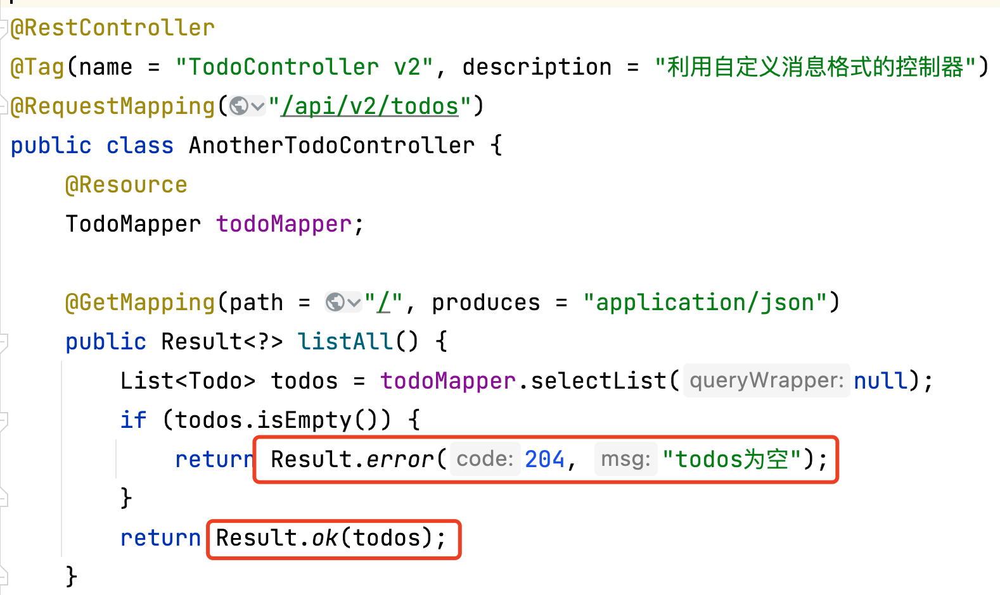 @RestController
@Tag(name = "TodoController v2", description = "利用自定义消息格式的控制器")
@RequestMapping("/api/v2/todos")
public class AnotherTodoController {
@Resource
TodoMapper todoMapper;
@GetMapping(path = "/", produces = "application/json")
public Result<?> listAll() {
List<Todo> todos = todoMapper.selectList( queryWrapper: null);
if (todos.isEmpty()) {
return Result.error( code: 204, msg: "todos为空");
}
return Result.ok(todos);
}